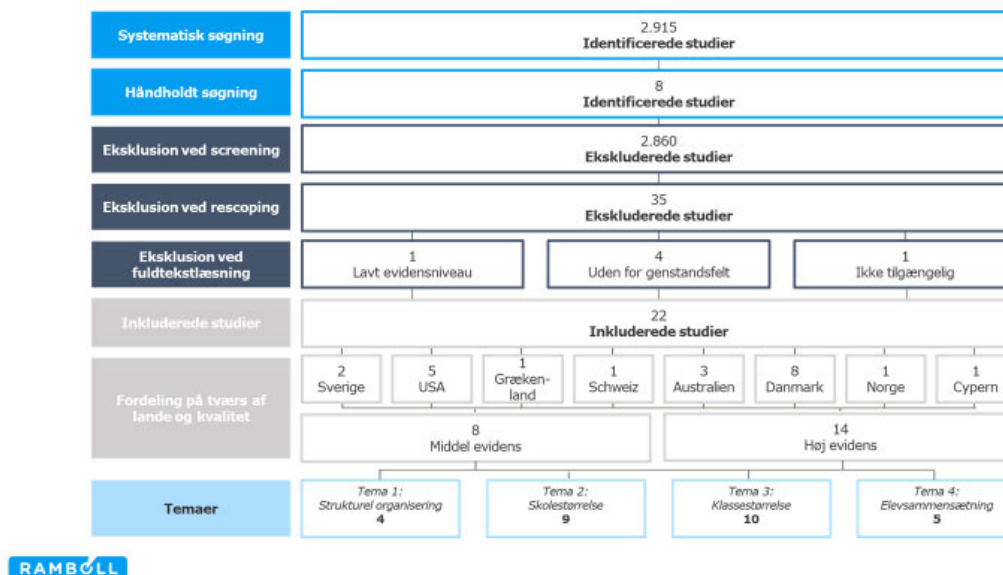 Systematisk søgning
2.915
Identificerede studier
Håndholdt søgning
8
Identificerede studier
Eksklusion ved screening
2.860
Ekskluderede studier
Eksklusion ved rescoping
35
Ekskluderede studier
Eksklusion ved
fuldtekstlæsning
1
Lavt evidensniveau
4
Uden for genstandsfelt
1
Ikke tilgængelig
Inkluderede studier
22
Inkluderede studier
Fordeling på tværs af
lande og kvalitet
2
Sverige
5
USA
1
Græken-
land
1
Schweiz
3
Australien
8
Danmark
1
Norge
1
Cypern
8
Middel evidens
14
Høj evidens
Temaer
Tema 1:
Strukturel organisering
4
Tema 2:
Skolestørrelse
9
Tema 3:
Klassestørrelse
10
Tema 4:
Elevsammensætning
5
RAMBOLL